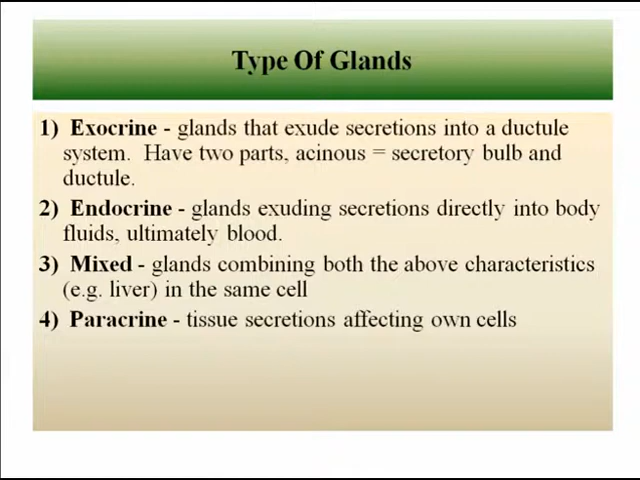 Type Of Glands
1) Exocrine - glands that exude secretions into a ductule
system. Have two parts, acinous = secretory bulb and
ductule.
2) Endocrine - glands exuding secretions directly into body
fluids, ultimately blood.
3) Mixed - glands combining both the above characteristics
(e.g. liver) in the same cell
4) Paracrine - tissue secretions affecting own cells